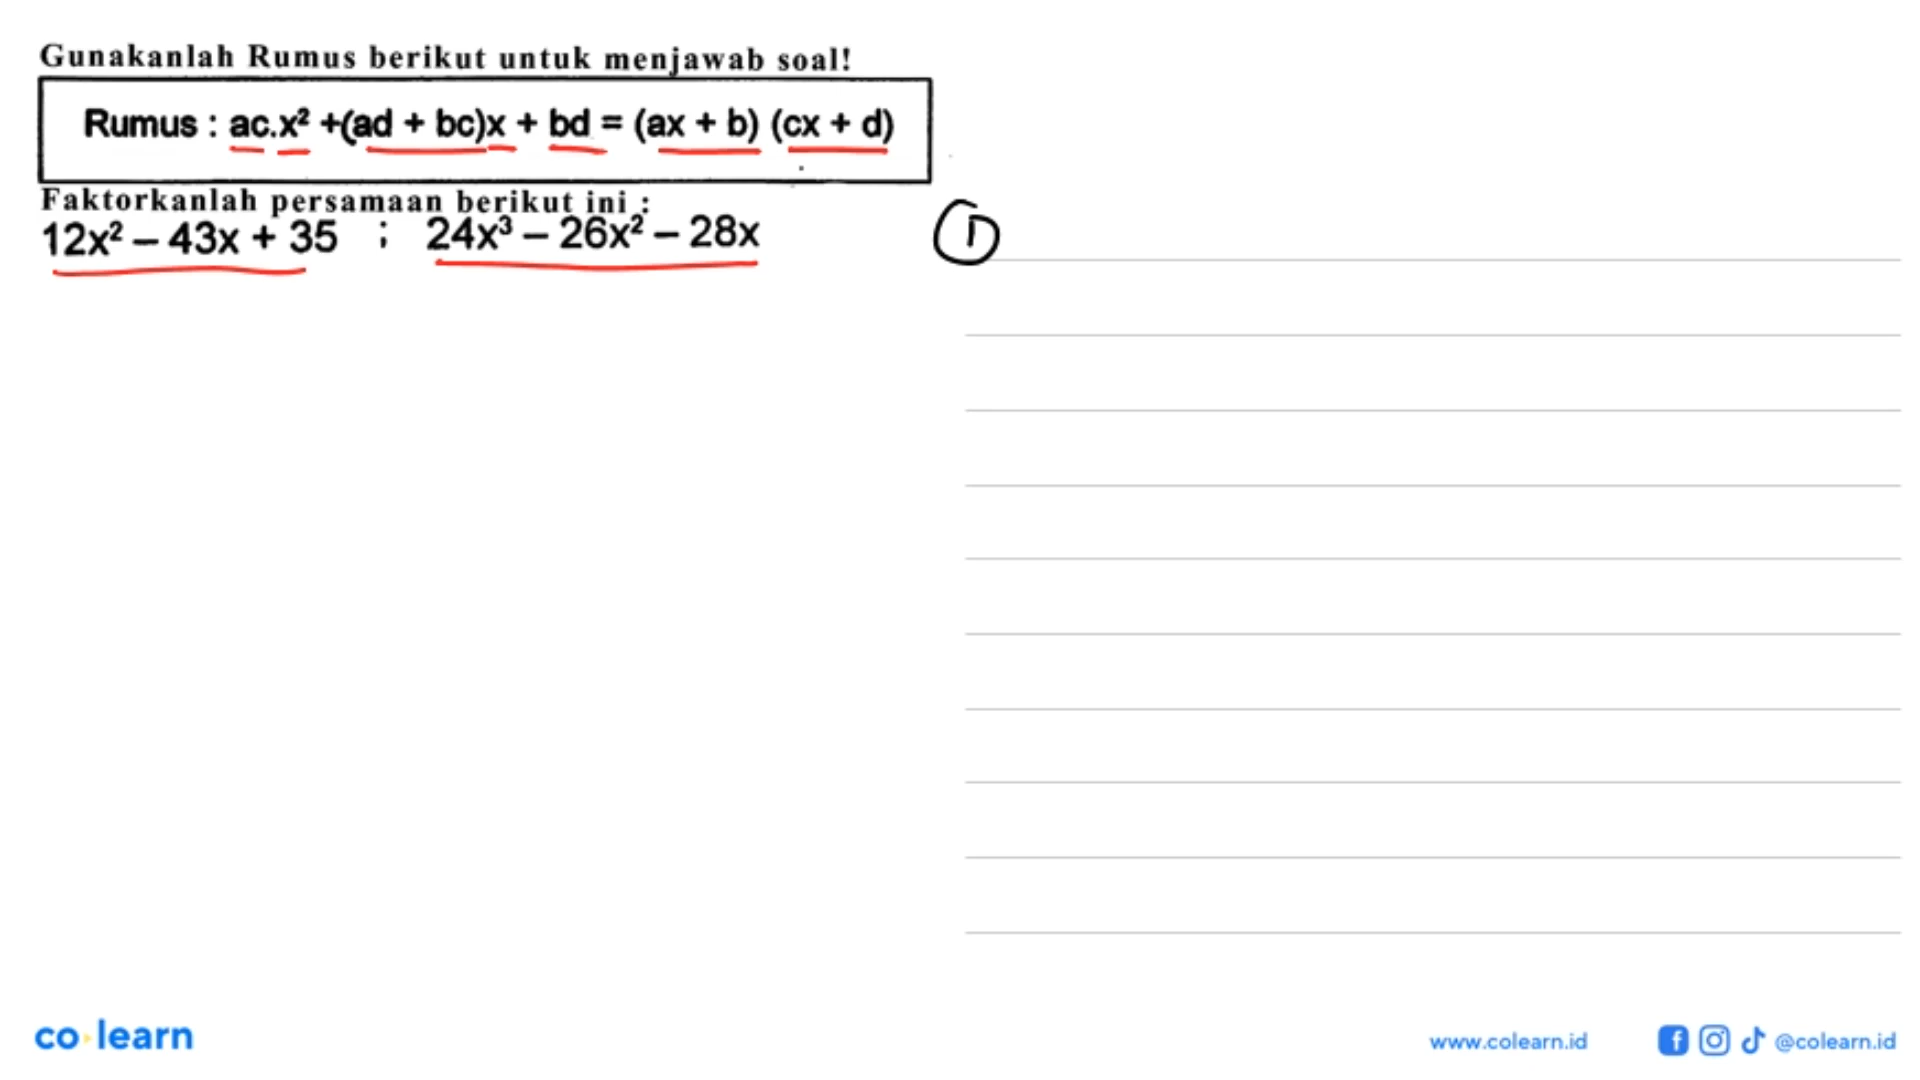 Gunakanlah Rumus berikut untuk menjawab soal!
Rumus : ac.x² +(ad + bc)x + bd = (ax + b) (cx + d)
Faktorkanlah persamaan berikut ini :
12x² – 43x + 35 ; 24x³ – 26x² – 28x
1
co learn
www.colearn.id @colearn.id